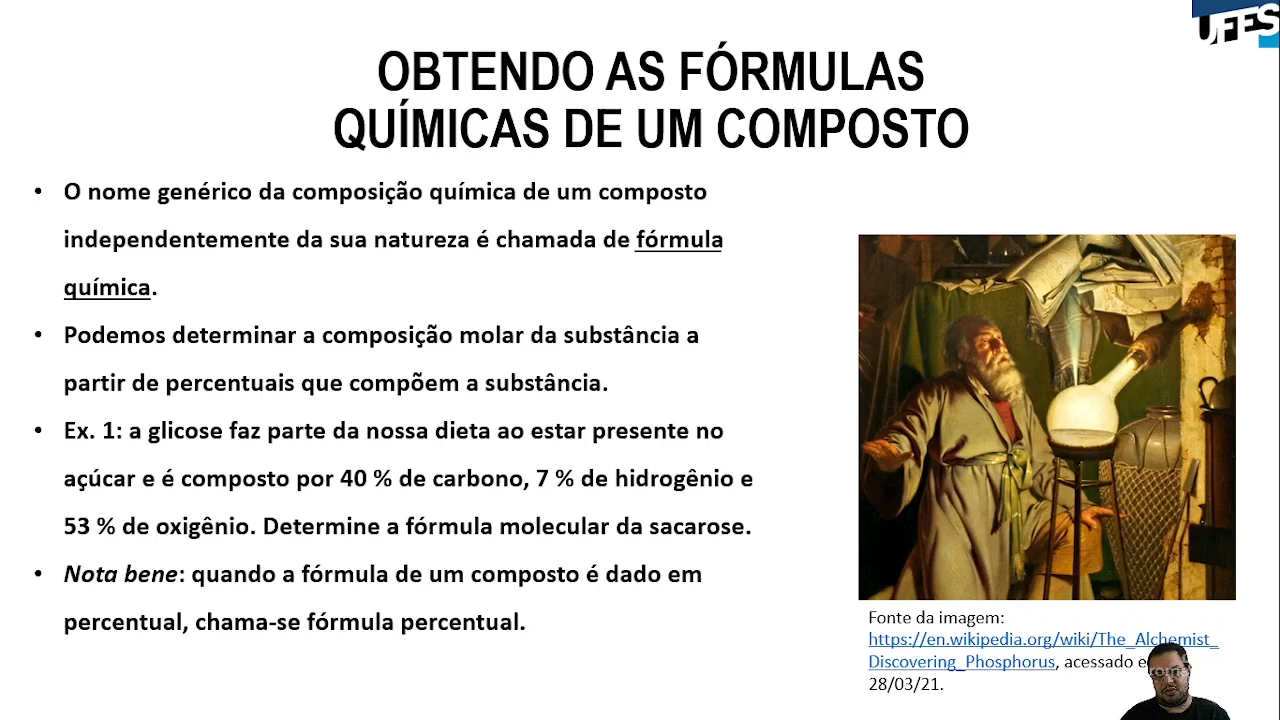 UFES
OBTENDO AS FÓRMULAS
QUÍMICAS DE UM COMPOSTO
• O nome genérico da composição química de um composto
independentemente da sua natureza é chamada de fórmula
química.
• Podemos determinar a composição molar da substância a
partir de percentuais que compõem a substância.
• Ex. 1: a glicose faz parte da nossa dieta ao estar presente no
açúcar e é composto por 40 % de carbono, 7 % de hidrogênio e
53 % de oxigênio. Determine a fórmula molecular da sacarose.
• Nota bene: quando a fórmula de um composto é dado em
percentual, chama-se fórmula percentual.
Fonte da imagem:
https://en.wikipedia.org/wiki/The_Alchemist_
Discovering_Phosphorus, acessado
28/03/21.